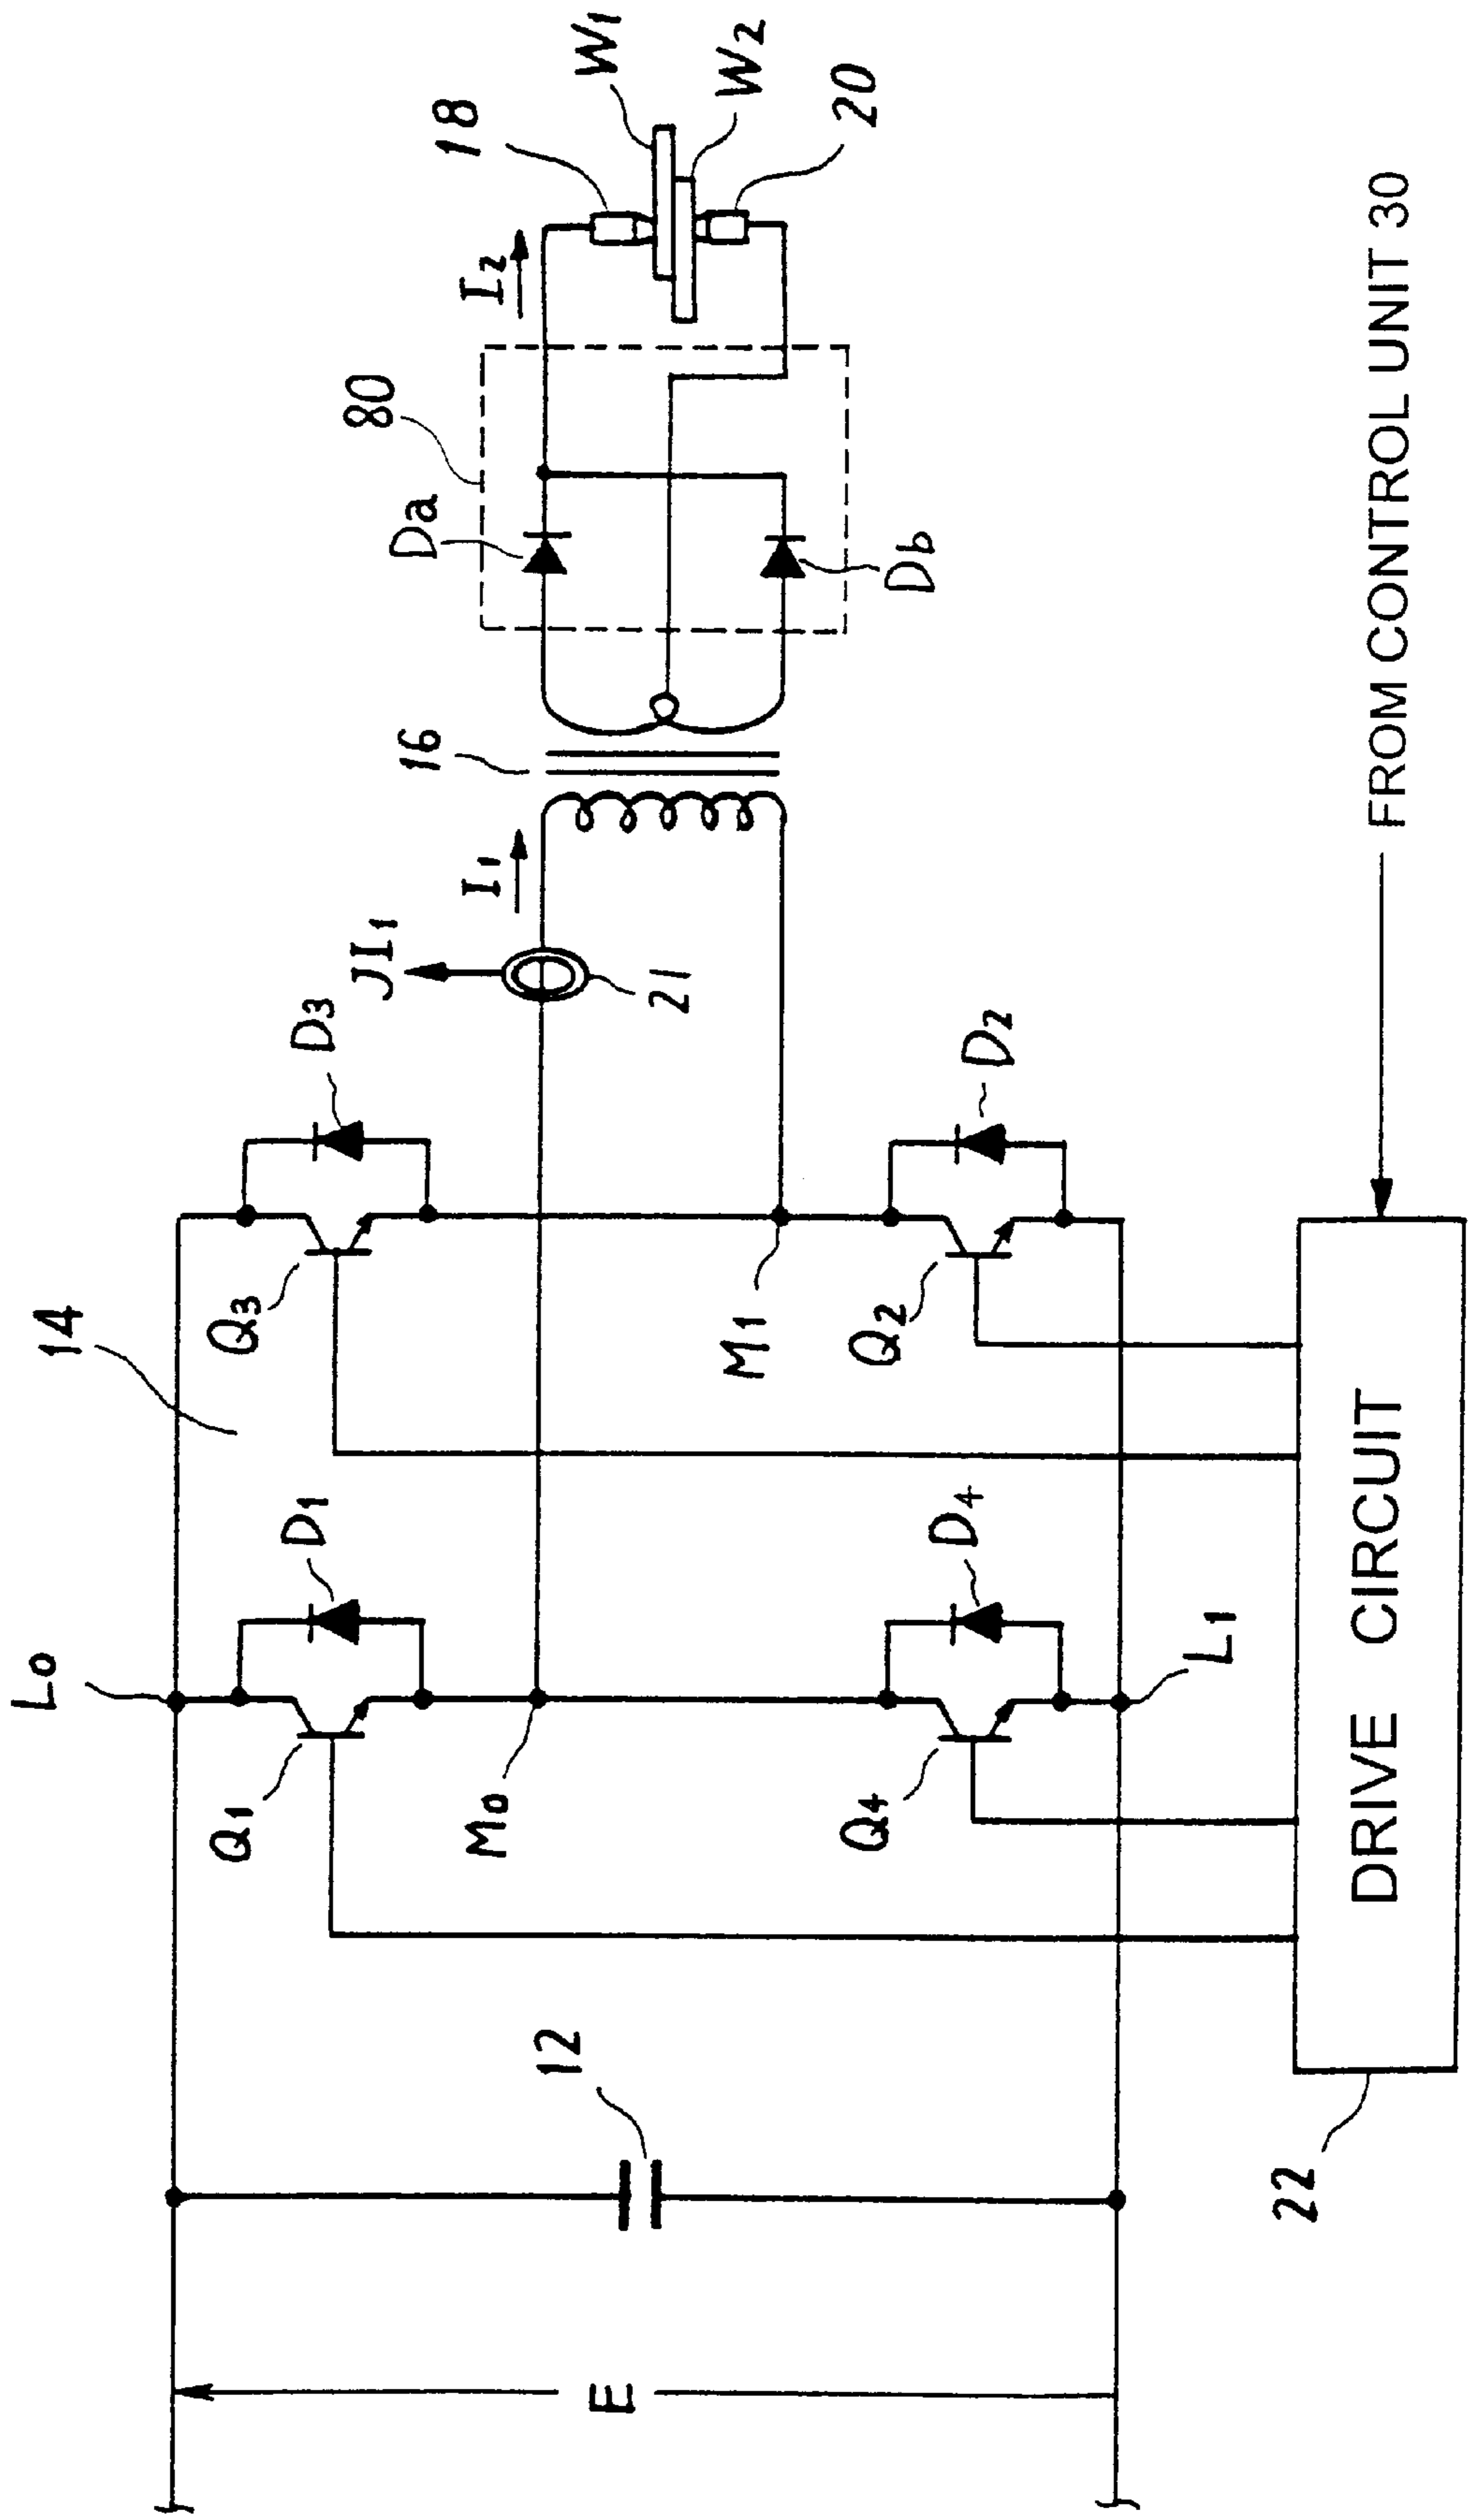 L0
14
Q1
D1
Q3
D3
JI1
21
I1
16
Da
80
I2
18
W1
W2
20
Db
M0
M1
12
E
Q4
D4
Q2
D2
L1
22
DRIVE CIRCUIT
FROM CONTROL UNIT 30